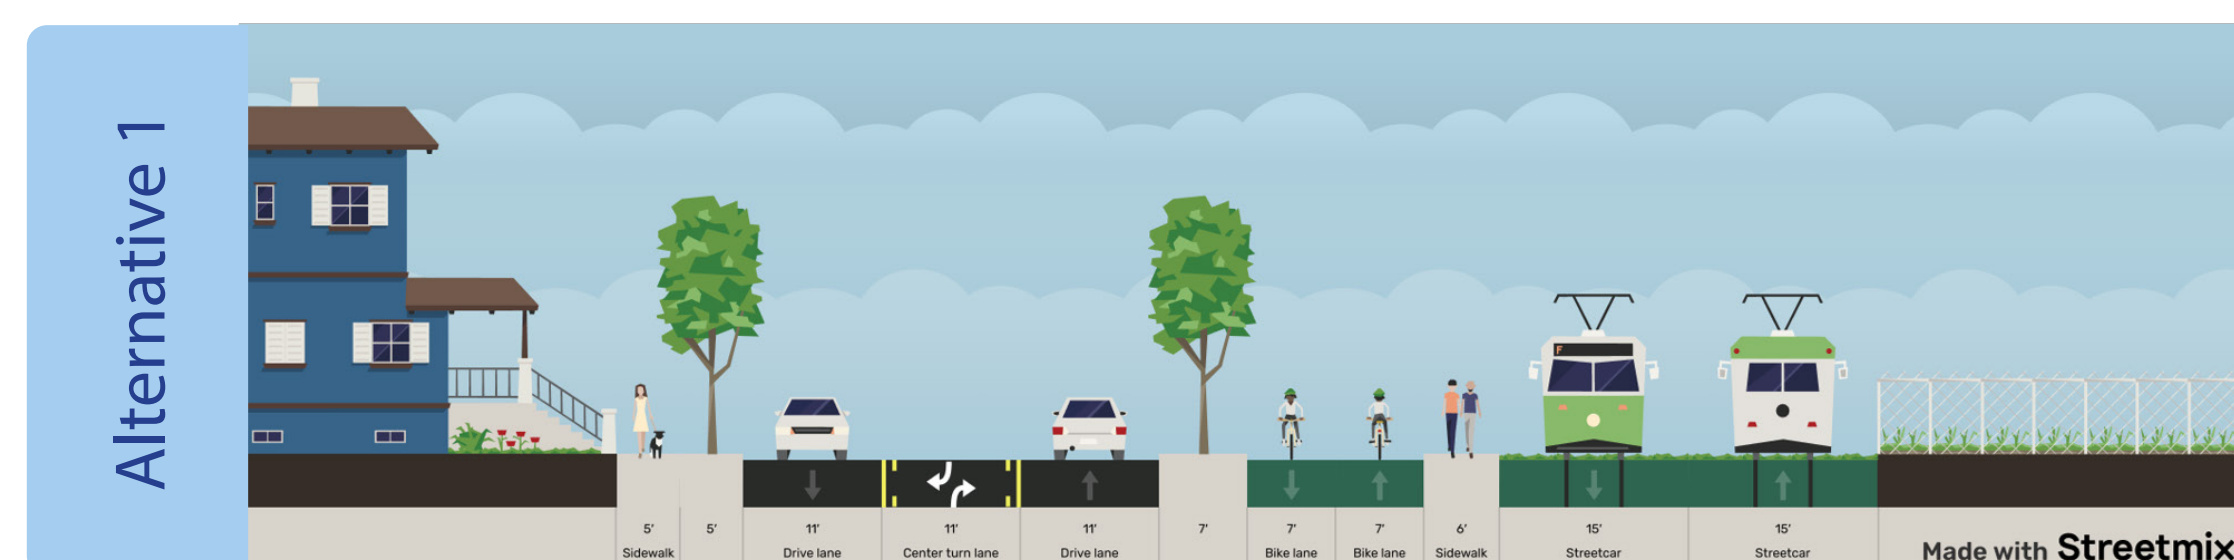 Alternative 1
F
5' 5' 11' 11' 11' 7' 7' 7' 6' 15' 15'
Sidewalk Drive lane Center turn lane Drive lane Bike lane Bike lane Sidewalk Streetcar Streetcar
Made with Streetmix